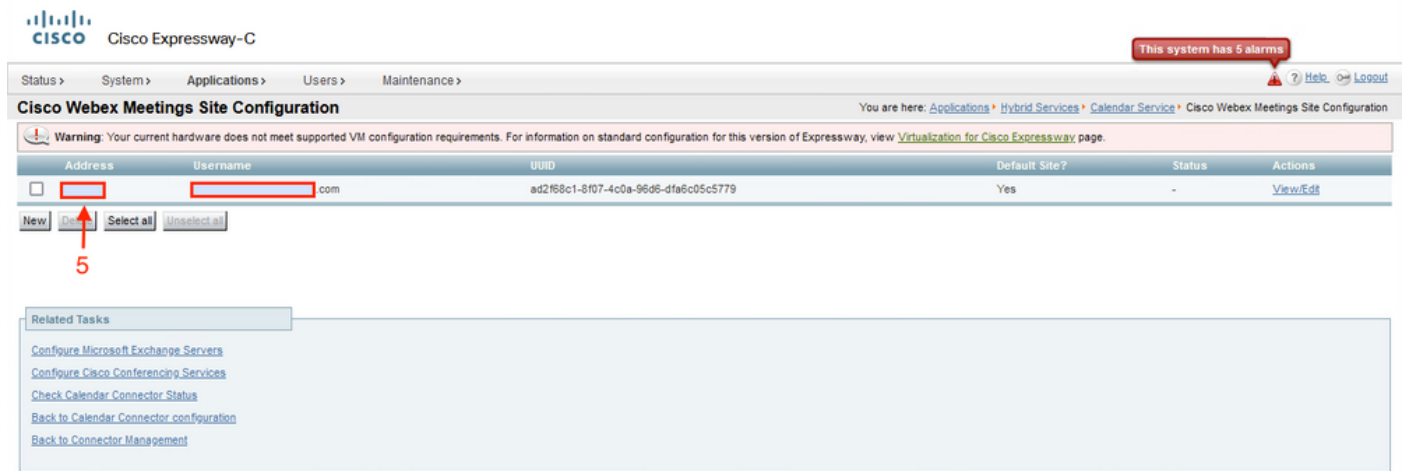 CISCO Cisco Expressway-C
This system has 5 alarms
Status > System > Applications > Users > Maintenance > ? Help Logout
Cisco Webex Meetings Site Configuration You are here: Applications Hybrid Services Calendar Service Cisco Webex Meetings Site Configuration
Warning: Your current hardware does not meet supported VM configuration requirements. For information on standard configuration for this version of Expressway, view Virtualization for Cisco Expressway page.
Address Username UUID Default Site? Status Actions
.com ad2f68c1-8f07-4c0a-96d6-dfa6c05c5779 Yes - View/Edit
New Delete Select all Unselect all
5
Related Tasks
Configure Microsoft Exchange Servers
Configure Cisco Conferencing Services
Check Calendar Connector Status
Back to Calendar Connector configuration
Back to Connector Management